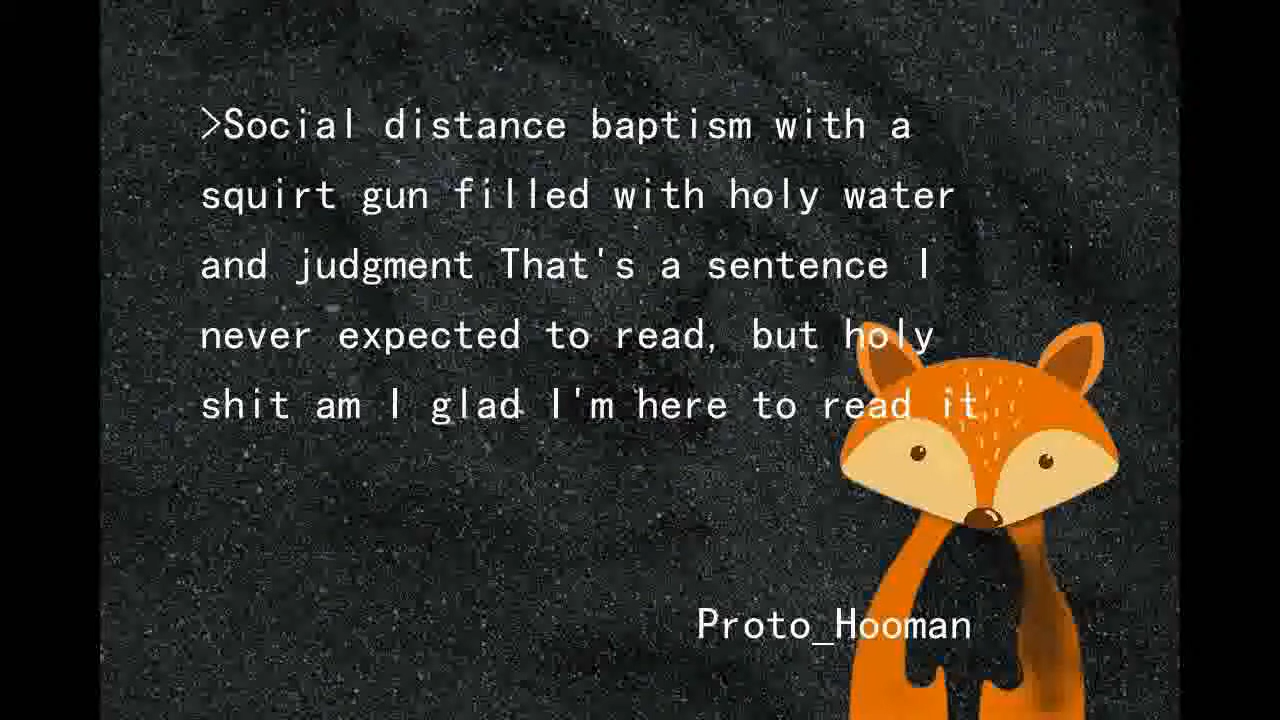 >Social distance baptism with a
squirt gun filled with holy water
and judgment That's a sentence I
never expected to read, but holy
shit am I glad I'm here to read it
Proto_Hooman